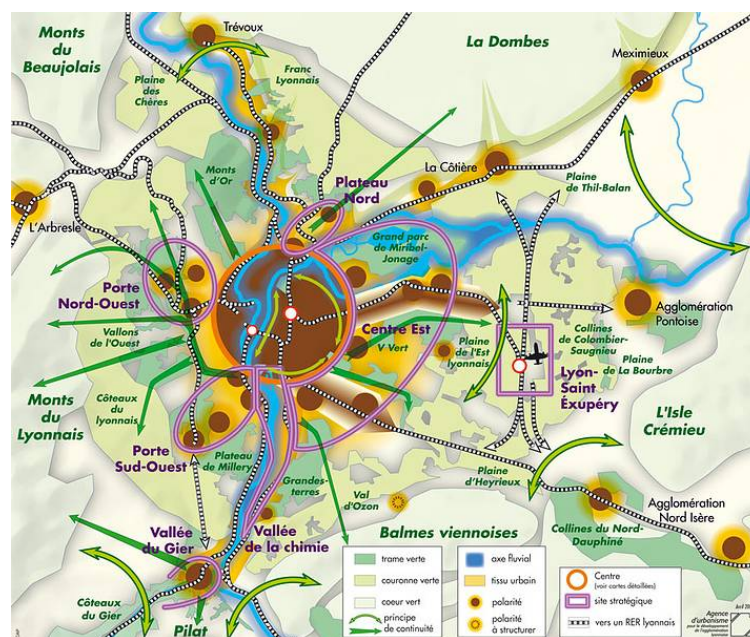 Trévoux
Monts
du
Beaujolais
La Dombes
Meximieux
Plaine
des
Chères
Franc
Lyonnais
Monts
d'Or
La Côtière
Plaine
de Thil-Balan
Plateau
Nord
L'Arbresle
Grand parc
de Miribel-
Jonage
Porte
Nord-Ouest
Vallons
de l'Ouest
Centre Est
V Vert
Plaine
de l'Est
lyonnais
Collines
de Colombier-
Saugnieu
Agglomération
Pontoise
Plaine
de La Bourbre
Lyon-
Saint
Éxupéry
Monts
du
Lyonnais
Côteaux
du
lyonnais
L'Isle
Crémieu
Porte
Sud-Ouest
Plateau
de Millery
Grandes-
terres
Plaine
d'Heyrieux
Val
d'Ozon
Agglomération
Nord Isère
Collines du Nord-
Dauphiné
Vallée
du Gier
Vallée
de la chimie
Balmes viennoises
Côteaux
du Gier
Pilat
trame verte
couronne verte
coeur vert
principe
de continuité
axe fluvial
tissu urbain
polarité
polarité
à structurer
Centre
(voir cartes détaillées)
site stratégique
vers un RER lyonnais
Agence
d'urbanisme